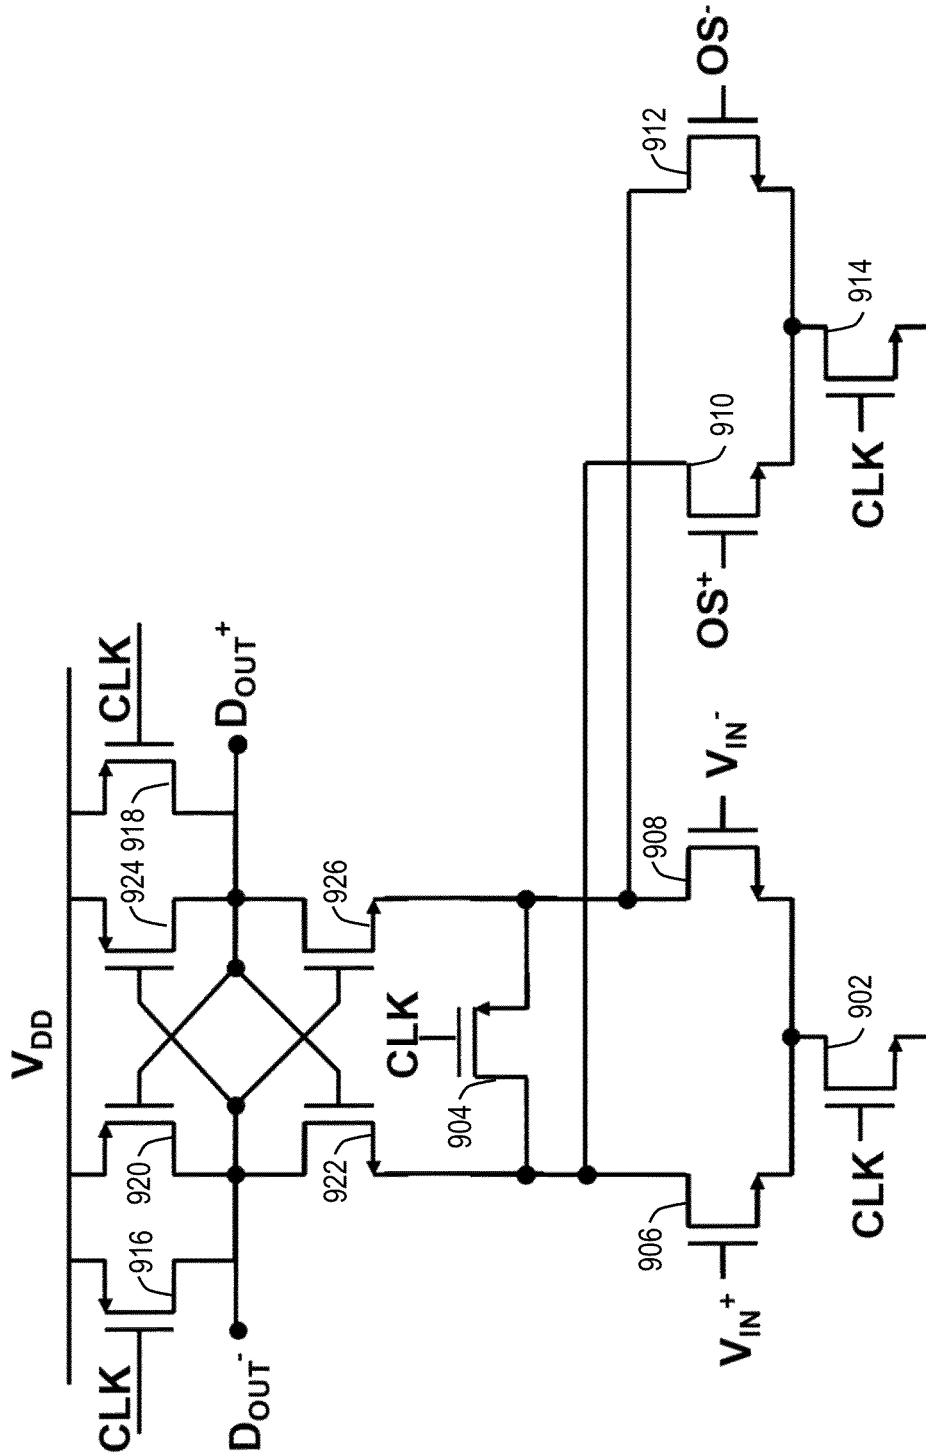 V_DD
CLK
916
920
924
918
CLK
D_OUT^-
D_OUT^+
922
926
CLK
904
V_IN^+
906
908
V_IN^-
OS^+
910
912
OS^-
CLK
902
CLK
914